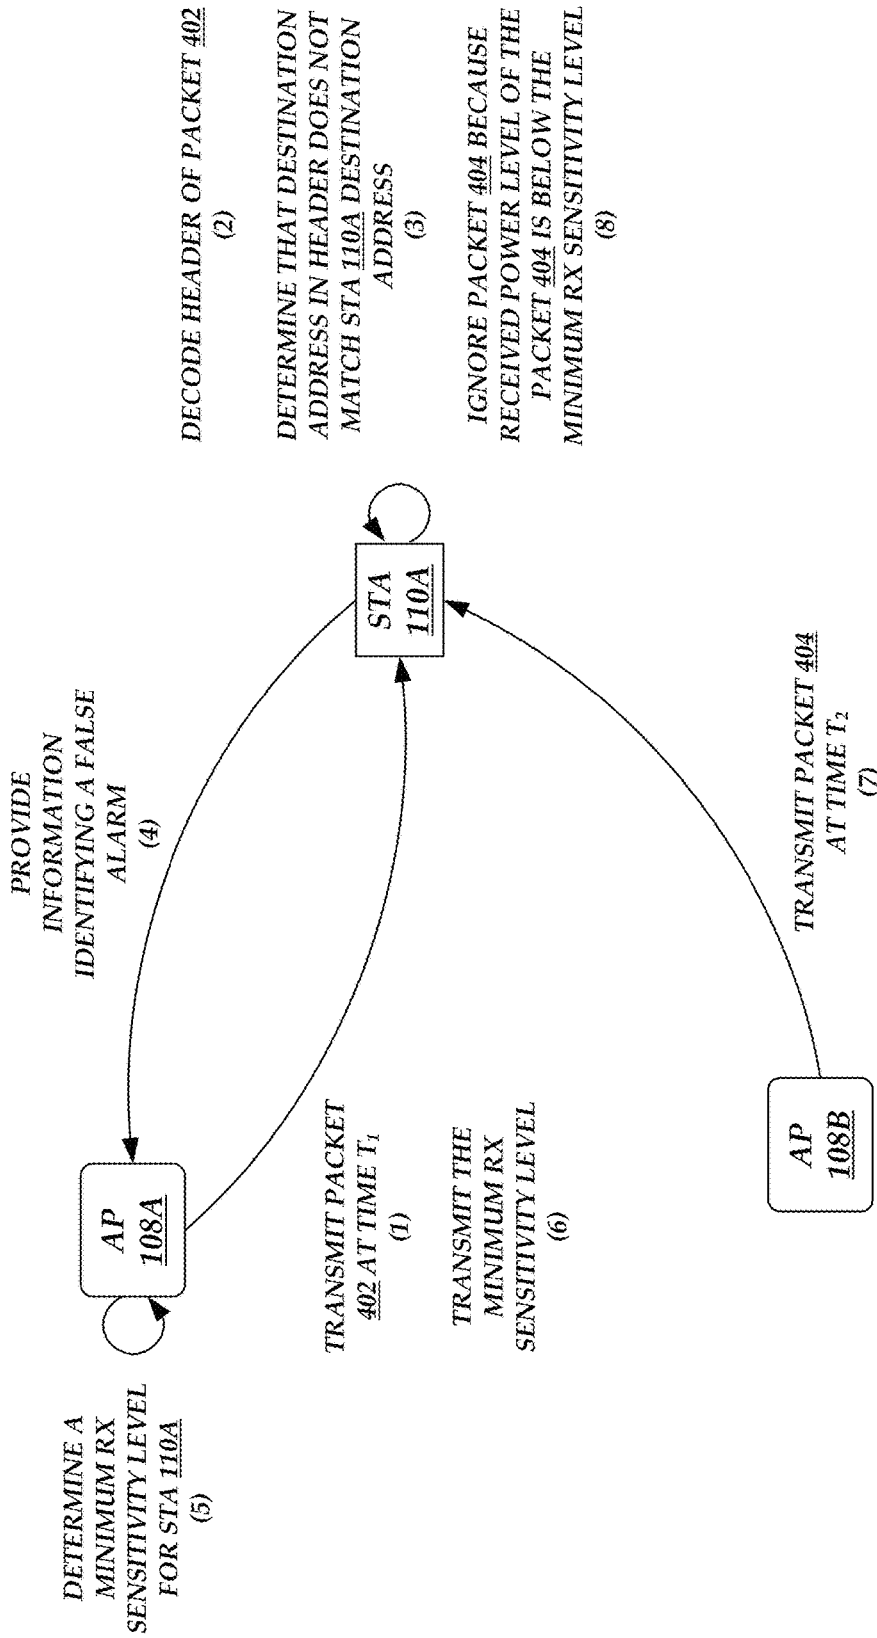 DETERMINE A
MINIMUM RX
SENSITIVITY LEVEL
FOR STA 110A
(5)
AP
108A
PROVIDE
INFORMATION
IDENTIFYING A FALSE
ALARM
(4)
TRANSMIT PACKET
402 AT TIME T₁
(1)
TRANSMIT THE
MINIMUM RX
SENSITIVITY LEVEL
(6)
STA
110A
DECODE HEADER OF PACKET 402
(2)
DETERMINE THAT DESTINATION
ADDRESS IN HEADER DOES NOT
MATCH STA 110A DESTINATION
ADDRESS
(3)
IGNORE PACKET 404 BECAUSE
RECEIVED POWER LEVEL OF THE
PACKET 404 IS BELOW THE
MINIMUM RX SENSITIVITY LEVEL
(8)
AP
108B
TRANSMIT PACKET 404
AT TIME T₂
(7)